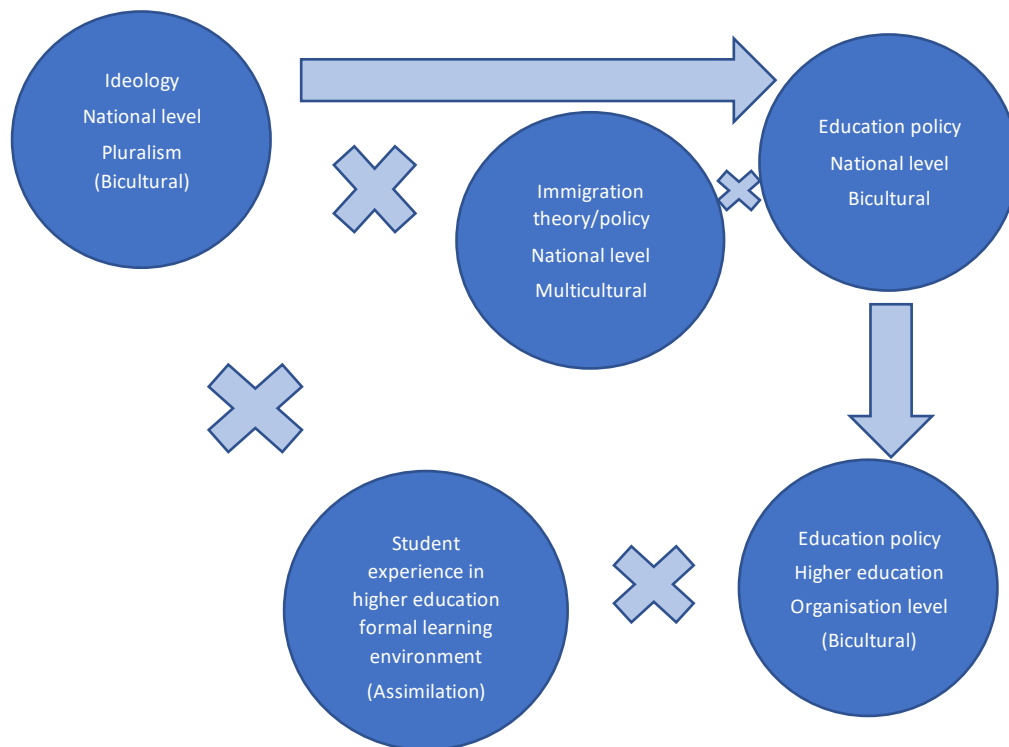 Ideology
National level
Pluralism
(Bicultural)
Immigration
theory/policy
National level
Multicultural
Education policy
National level
Bicultural
Student
experience in
higher education
formal learning
environment
(Assimilation)
Education policy
Higher education
Organisation level
(Bicultural)